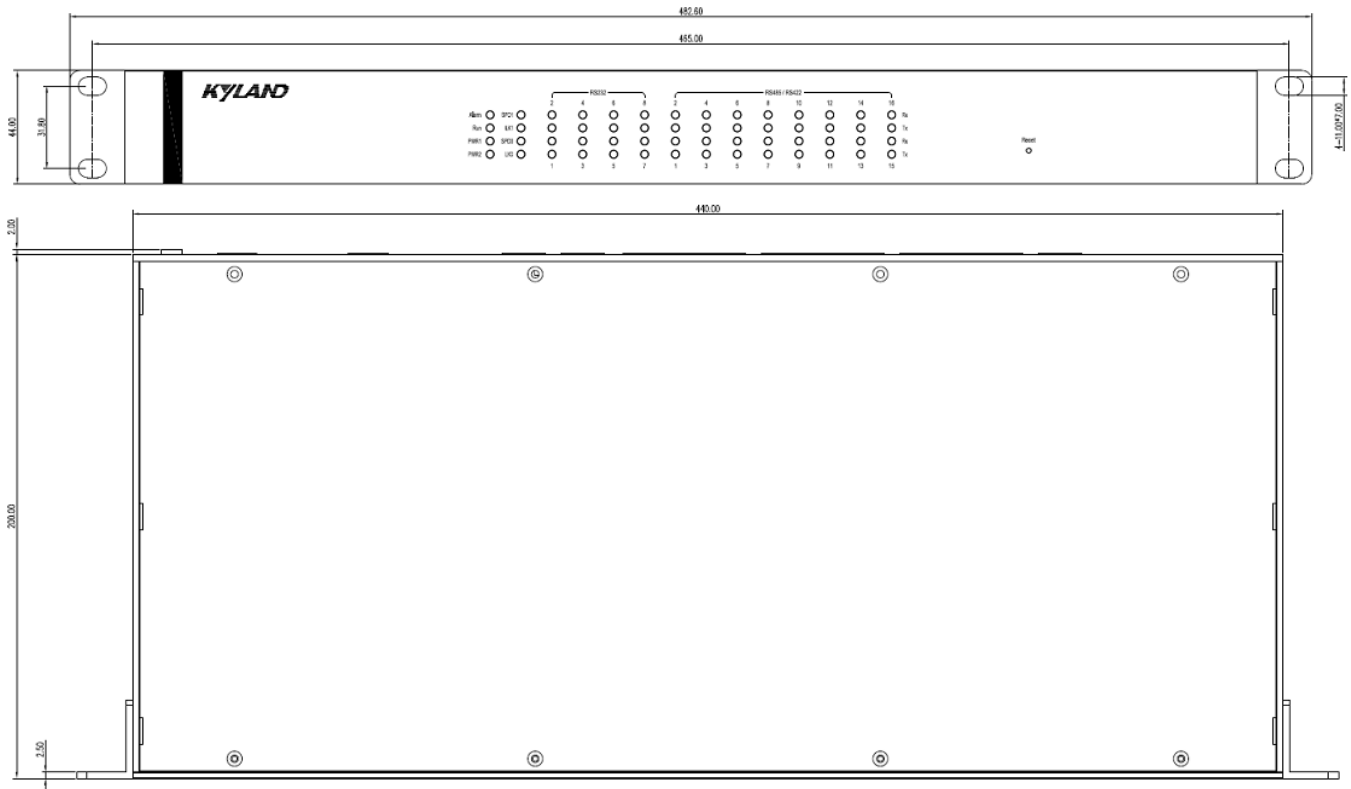 482.60
465.00
KYLAND
RS232 RS485 / RS422
2 4 6 8 2 4 6 8 10 12 14 16
Alarm SPD1 Rx
Run Tx
PWR1 Rx
PWR2 Tx
1 3 5 7 1 3 5 7 9 11 13 15
Reset
44.00
31.80
4-11.00*7.00
440.00
2.00
200.00
2.50